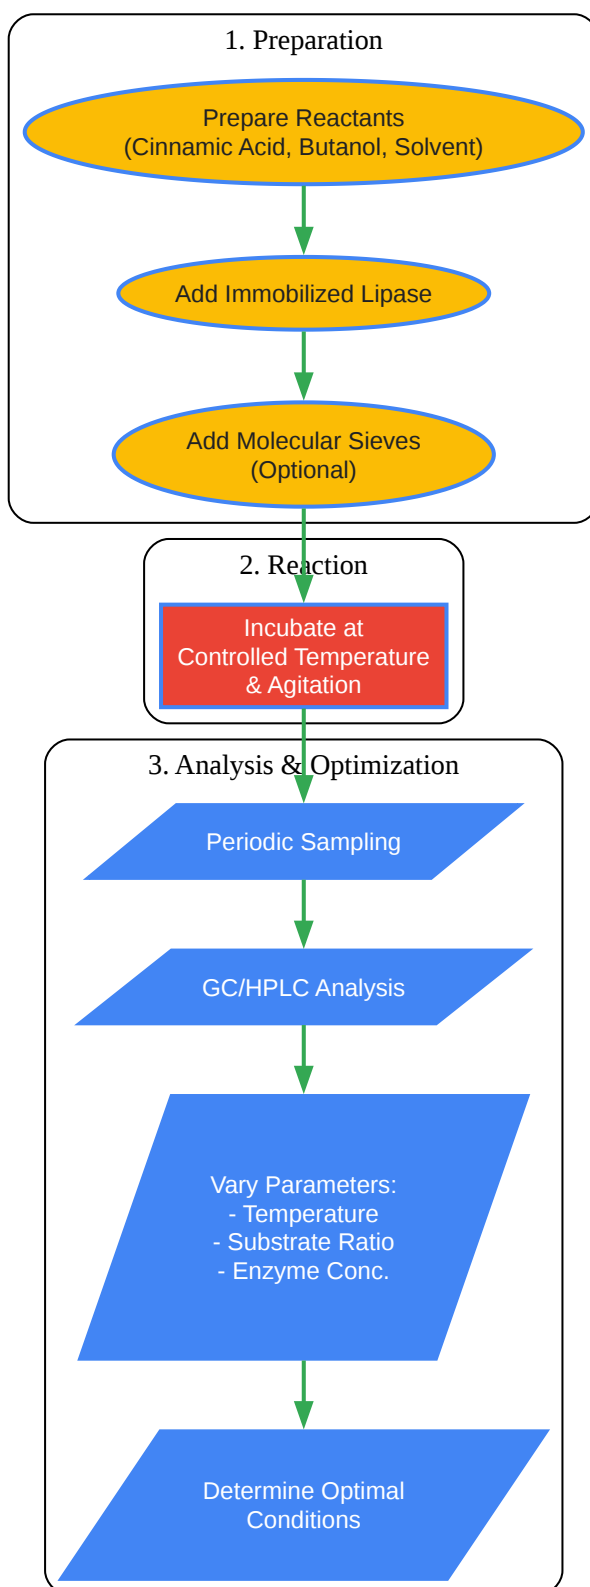 1. Preparation
Prepare Reactants
(Cinnamic Acid, Butanol, Solvent)
Add Immobilized Lipase
Add Molecular Sieves
(Optional)
2. Reaction
Incubate at
Controlled Temperature
& Agitation
3. Analysis & Optimization
Periodic Sampling
GC/HPLC Analysis
Vary Parameters:
- Temperature
- Substrate Ratio
- Enzyme Conc.
Determine Optimal
Conditions